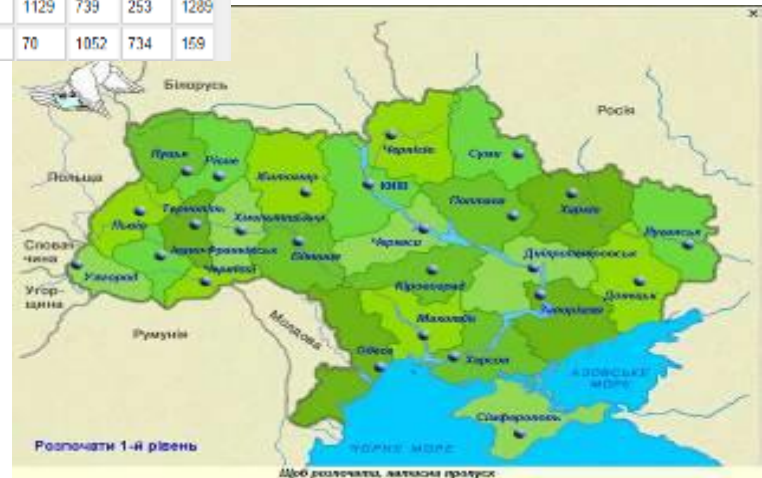 1129 739 253 1289
70 1052 734 159
Білорусь
Росія
Чернігів
Суми
Луцьк
Рівне
Житомир
КИЇВ
Польща
Полтава
Харків
Львів
Тернопіль
Хмельницький
Черкаси
Луганськ
Словач-
чина
Івано-Франківськ
Вінниця
Дніпропетровськ
Ужгород
Чернівці
Кіровоград
Донецьк
Угор-
щина
Запоріжжя
Румунія
Молдова
Миколаїв
Одеса
Херсон
АЗОВСЬКЕ
МОРЕ
Сімферополь
Розпочати 1-й рівень
ЧОРНЕ МОРЕ
Щоб розпочати, натисни пропуск